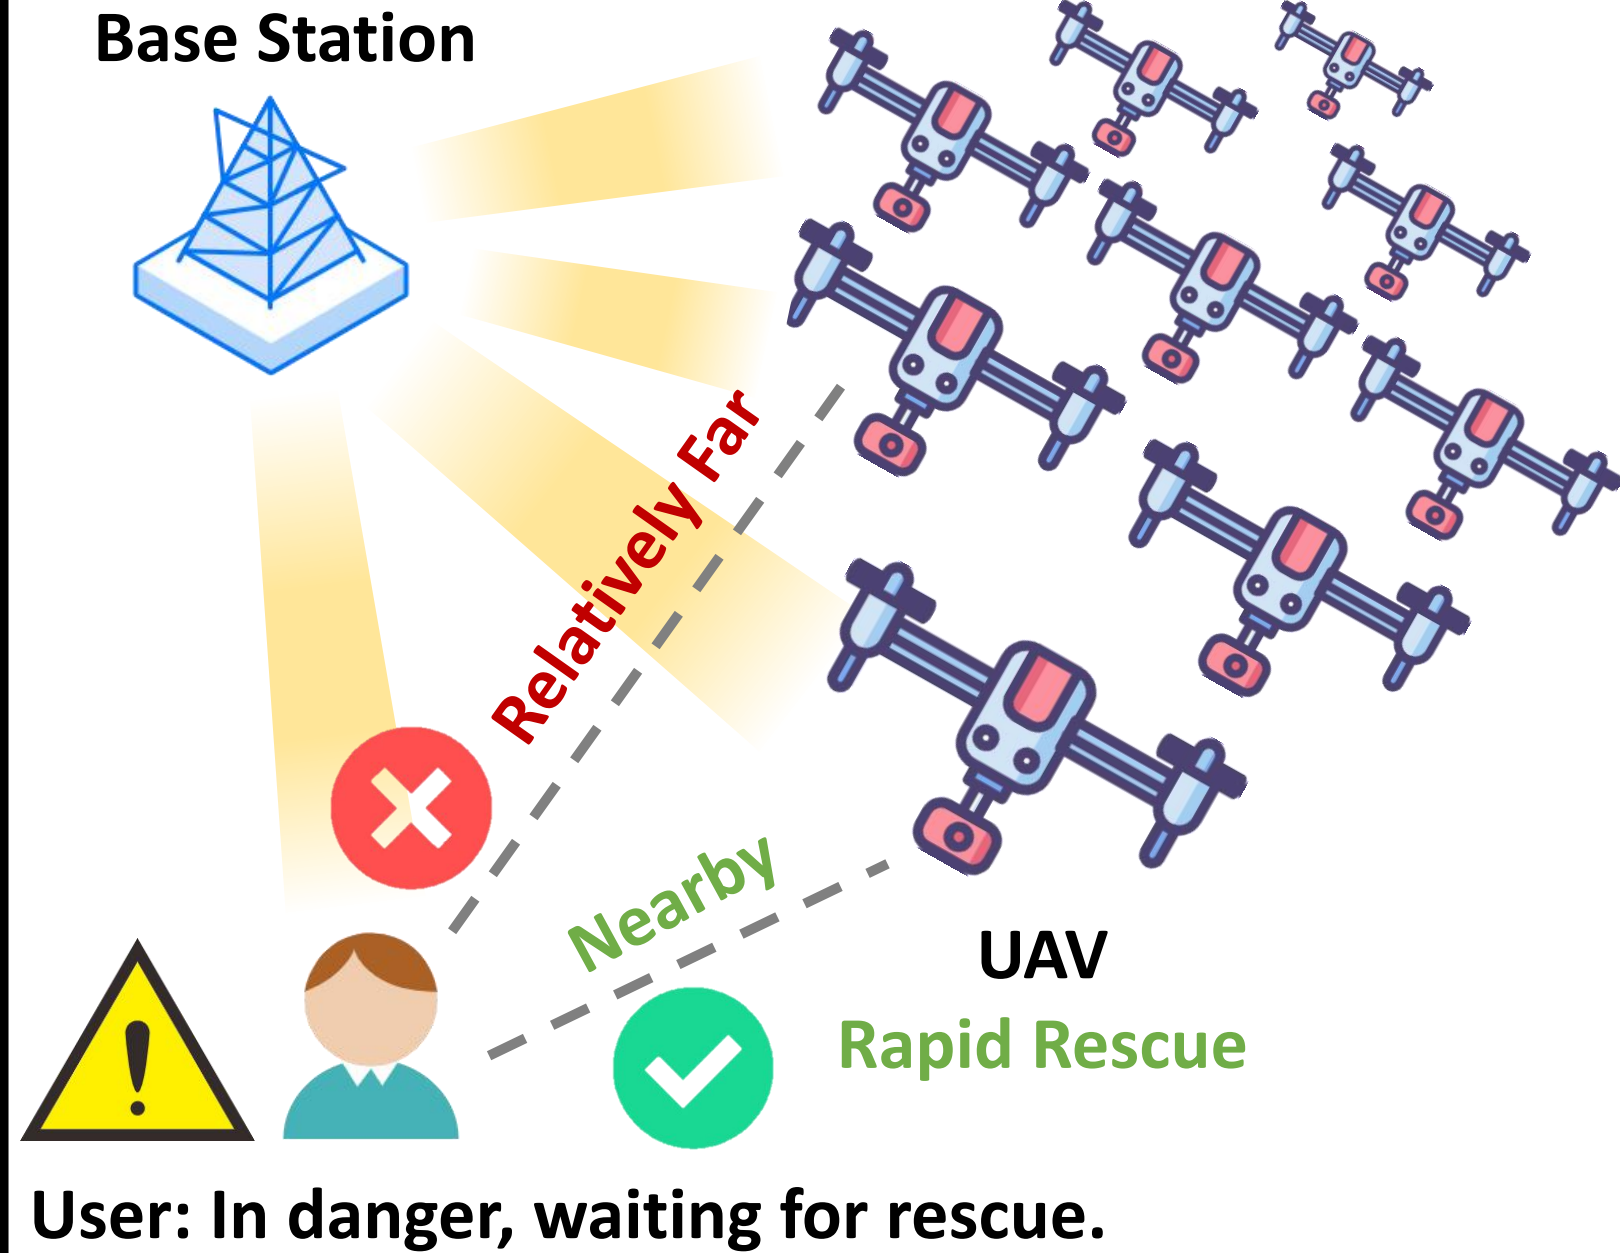 Base Station
Relatively Far
Nearby
UAV
Rapid Rescue
User: In danger, waiting for rescue.